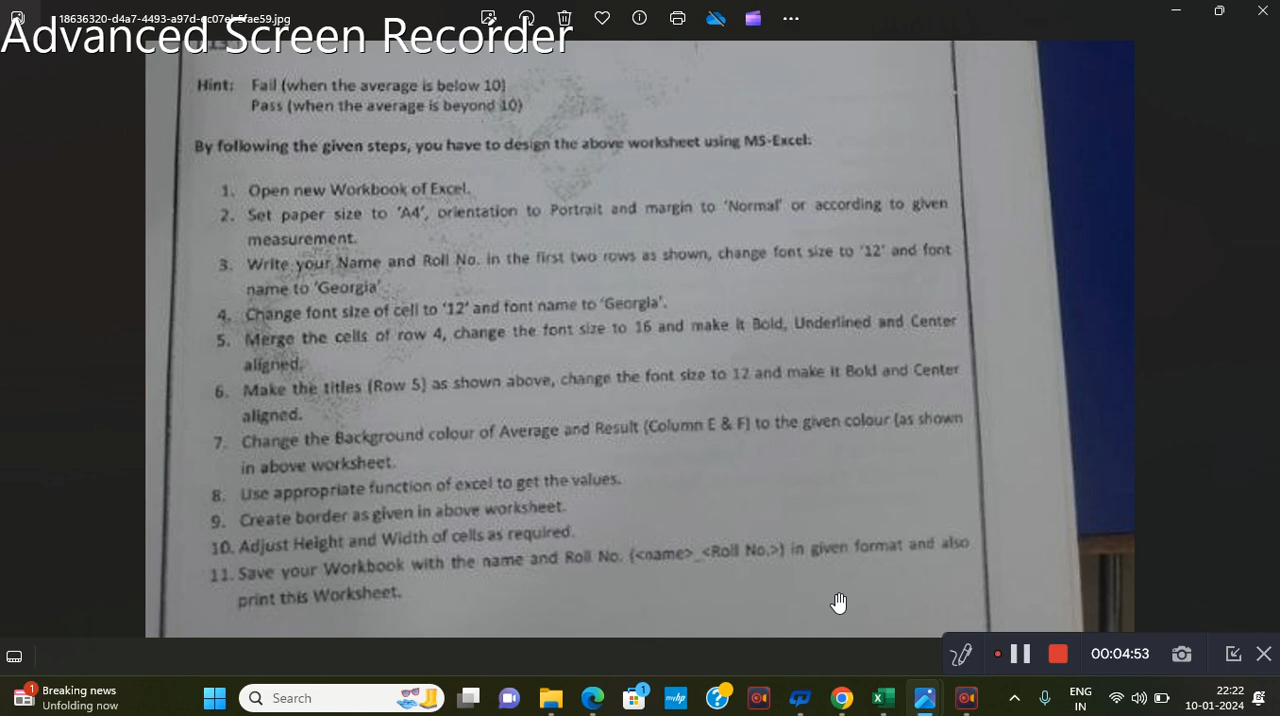 18636320-d4a7-4493-a97d-cc07eb5fae59.jpg
Advanced Screen Recorder
Hint: Fail (when the average is below 10)
Pass (when the average is beyond 10)
By following the given steps, you have to design the above worksheet using MS-Excel:
1. Open new Workbook of Excel.
2. Set paper size to 'A4', orientation to Portrait and margin to 'Normal' or according to given
measurement.
3. Write your Name and Roll No. in the first two rows as shown, change font size to '12' and font
name to 'Georgia'.
4. Change font size of cell to '12' and font name to 'Georgia'.
5. Merge the cells of row 4, change the font size to 16 and make it Bold, Underlined and Center
aligned.
6. Make the titles (Row 5) as shown above, change the font size to 12 and make it Bold and Center
aligned.
7. Change the Background colour of Average and Result (Column E & F) to the given colour (as shown
in above worksheet.
8. Use appropriate function of excel to get the values.
9. Create border as given in above worksheet.
10. Adjust Height and Width of cells as required.
11. Save your Workbook with the name and Roll No. (<name>_<Roll No.>) in given format and also
print this Worksheet.
00:04:53
1 Breaking news
Unfolding now
Search
1
ENG
IN
22:22
10-01-2024